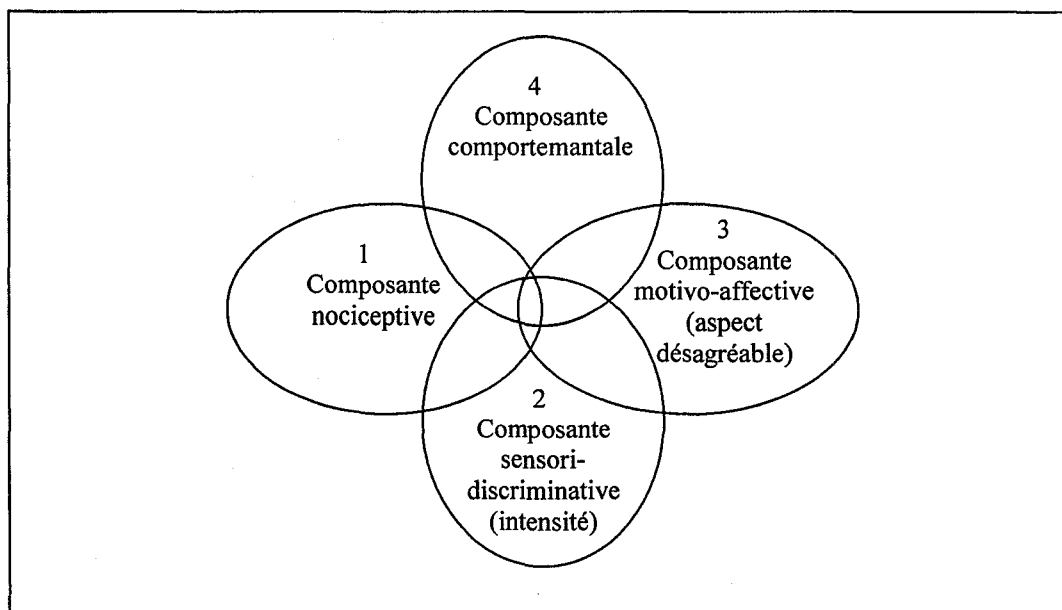 4
Composante
comportemantale
1
Composante
nociceptive
3
Composante
motivo-affective
(aspect
désagréable)
2
Composante
sensori-
discriminative
(intensité)